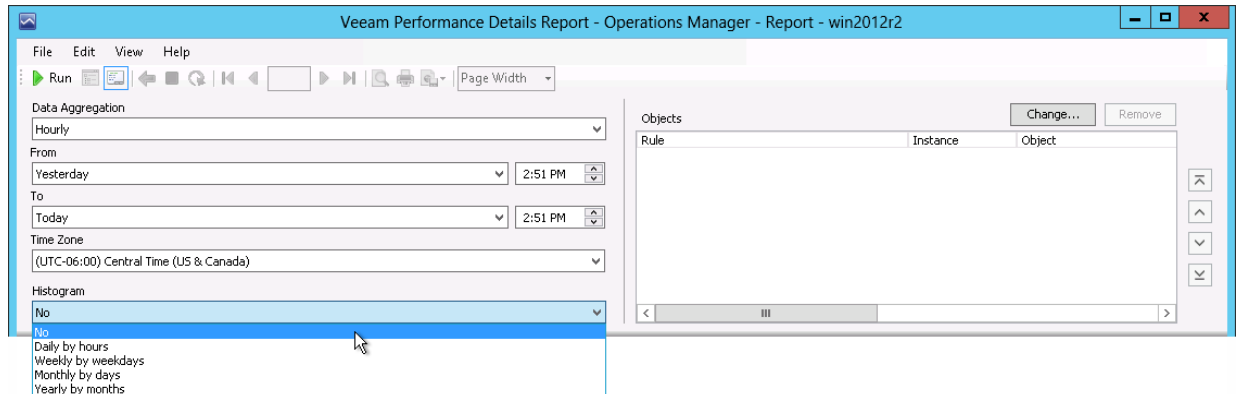 Veeam Performance Details Report - Operations Manager - Report - win2012r2
File Edit View Help
Run Page Width
Data Aggregation
Hourly
From
Yesterday 2:51 PM
To
Today 2:51 PM
Time Zone
(UTC-06:00) Central Time (US & Canada)
Histogram
No
No
Daily by hours
Weekly by weekdays
Monthly by days
Yearly by months
Objects Change... Remove
Rule Instance Object